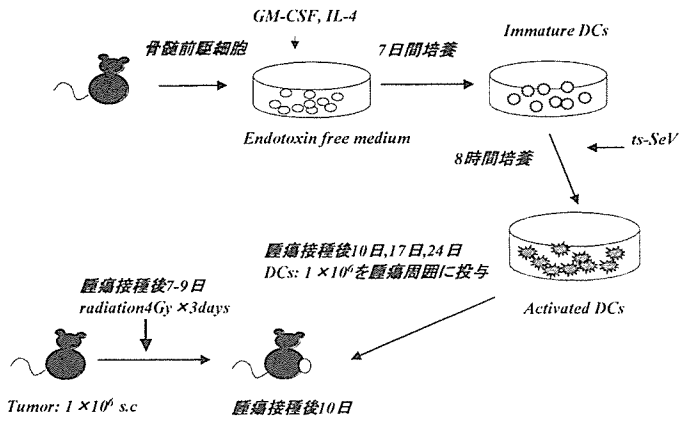 GM-CSF, IL-4
骨髄前駆細胞
7日間培養
Immature DCs
Endotoxin free medium
8時間培養
ts-SeV
腫瘍接種後10日,17日,24日
DCs: 1×10⁶を腫瘍周囲に投与
Activated DCs
腫瘍接種後7-9日
radiation4Gy×3days
Tumor: 1×10⁶ s.c
腫瘍接種後10日